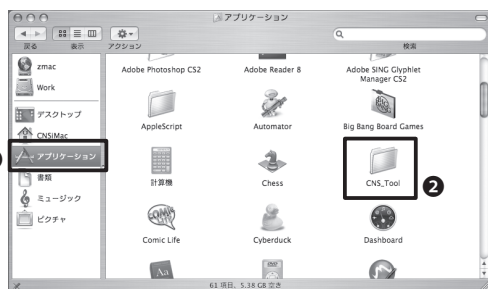 アプリケーション
戻る 表示 アクション 検索
zmac
Work
デスクトップ
CNSiMac
アプリケーション
書類
ミュージック
ピクチャ
Adobe Photoshop CS2 Adobe Reader 8 Adobe SING Glyphlet Manager CS2
AppleScript Automator Big Bang Board Games
計算機 Chess CNS_Tool
❷
Comic Life Cyberduck Dashboard
Aa
61 項目、5.38 GB 空き